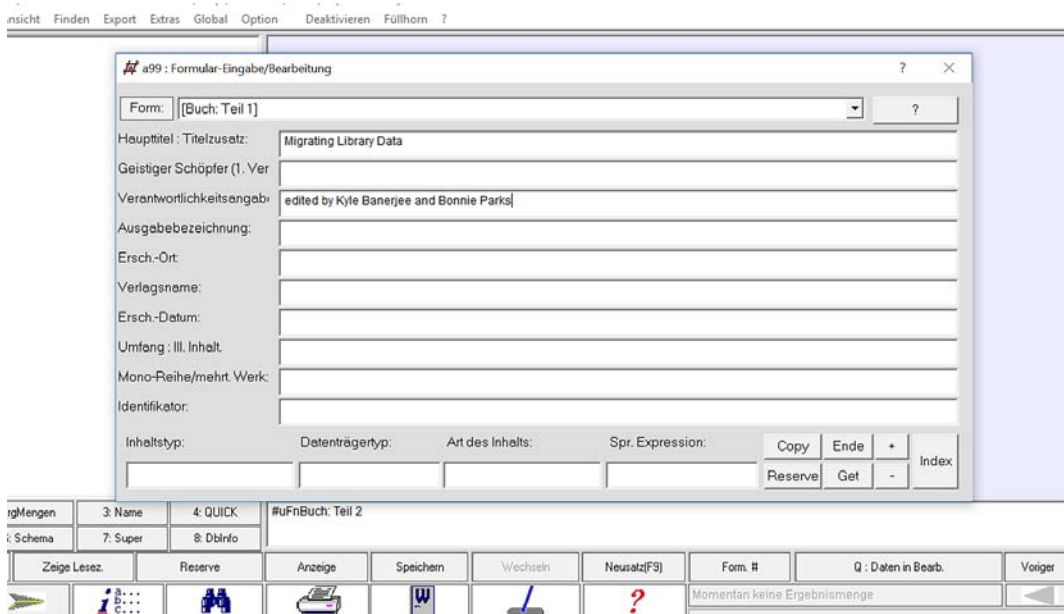 nsicht Finden Export Extras Global Option Deaktivieren Füllhorn ?
a99 : Formular-Eingabe/Bearbeitung ?
Form: [Buch: Teil 1] ?
Haupttitel : Titelzusatz: Migrating Library Data
Geistiger Schöpfer (1. Ver
Verantwortlichkeitsangab edited by Kyle Banerjee and Bonnie Parks
Ausgabebezeichnung:
Ersch.-Ort:
Verlagsname:
Ersch.-Datum:
Umfang : Ill. Inhalt.
Mono-Reihe/mehrt. Werk:
Identifikator:
Inhaltstyp: Datenträgertyp: Art des Inhalts: Spr. Expression:
Copy Ende + Index
Reserve Get -
rgMengen 3: Name 4: QUICK #uFnBuch: Teil 2
: Schema 7: Super 8: DbInfo
Zeige Lesez. Reserve Anzeige Speichern Wechseln Neusatz(F9) Form. # Q : Daten in Bearb. Voriger
Momentan keine Ergebnismenge